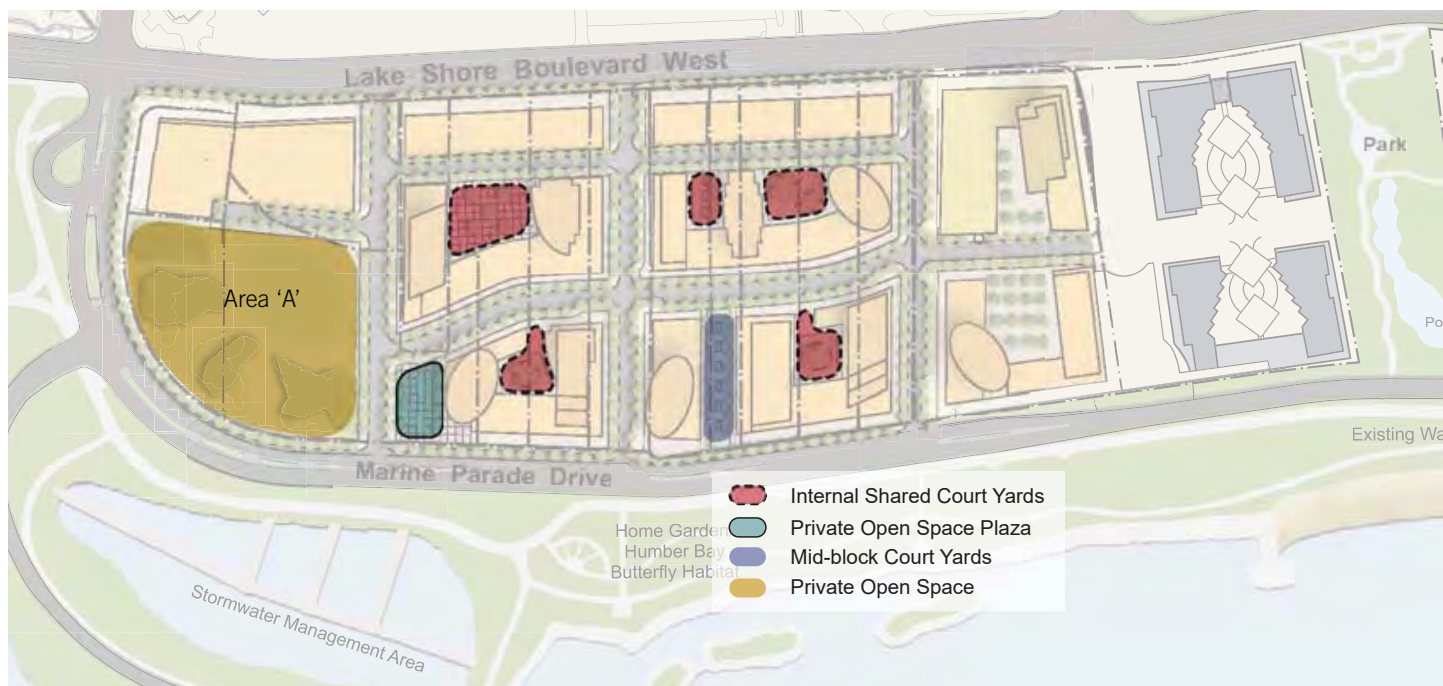 Lake Shore Boulevard West
Park
Area ‘A’
Existing Wa
Marine Parade Drive
Internal Shared Court Yards
Private Open Space Plaza
Mid-block Court Yards
Private Open Space
Home Garden
Humber Bay
Butterfly Habitat
Stormwater Management Area
Po